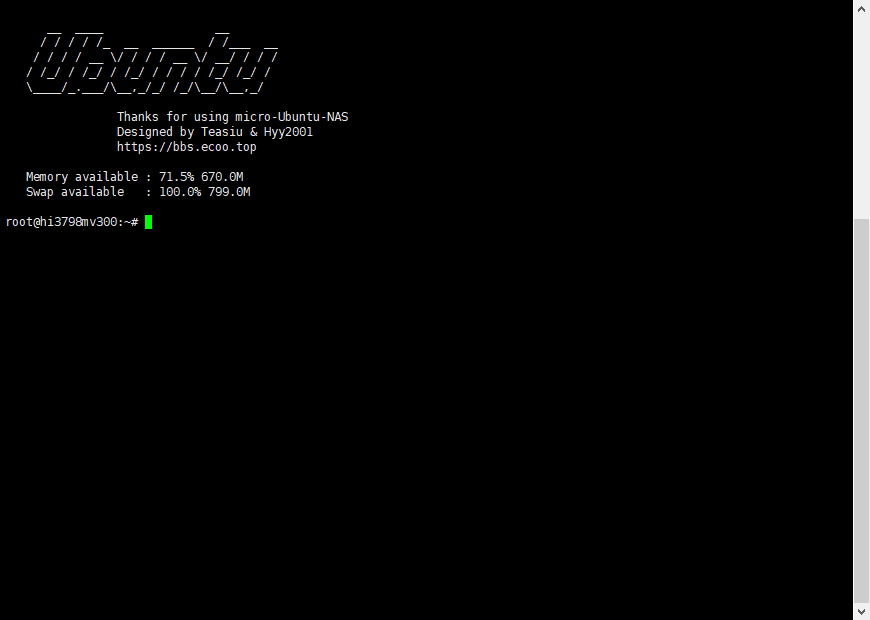 Ubuntu
Thanks for using micro-Ubuntu-NAS
Designed by Teasiu & Hyy2001
https://bbs.ecoo.top
Memory available : 71.5% 670.0M
Swap available   : 100.0% 799.0M
root@hi3798mv300:~#